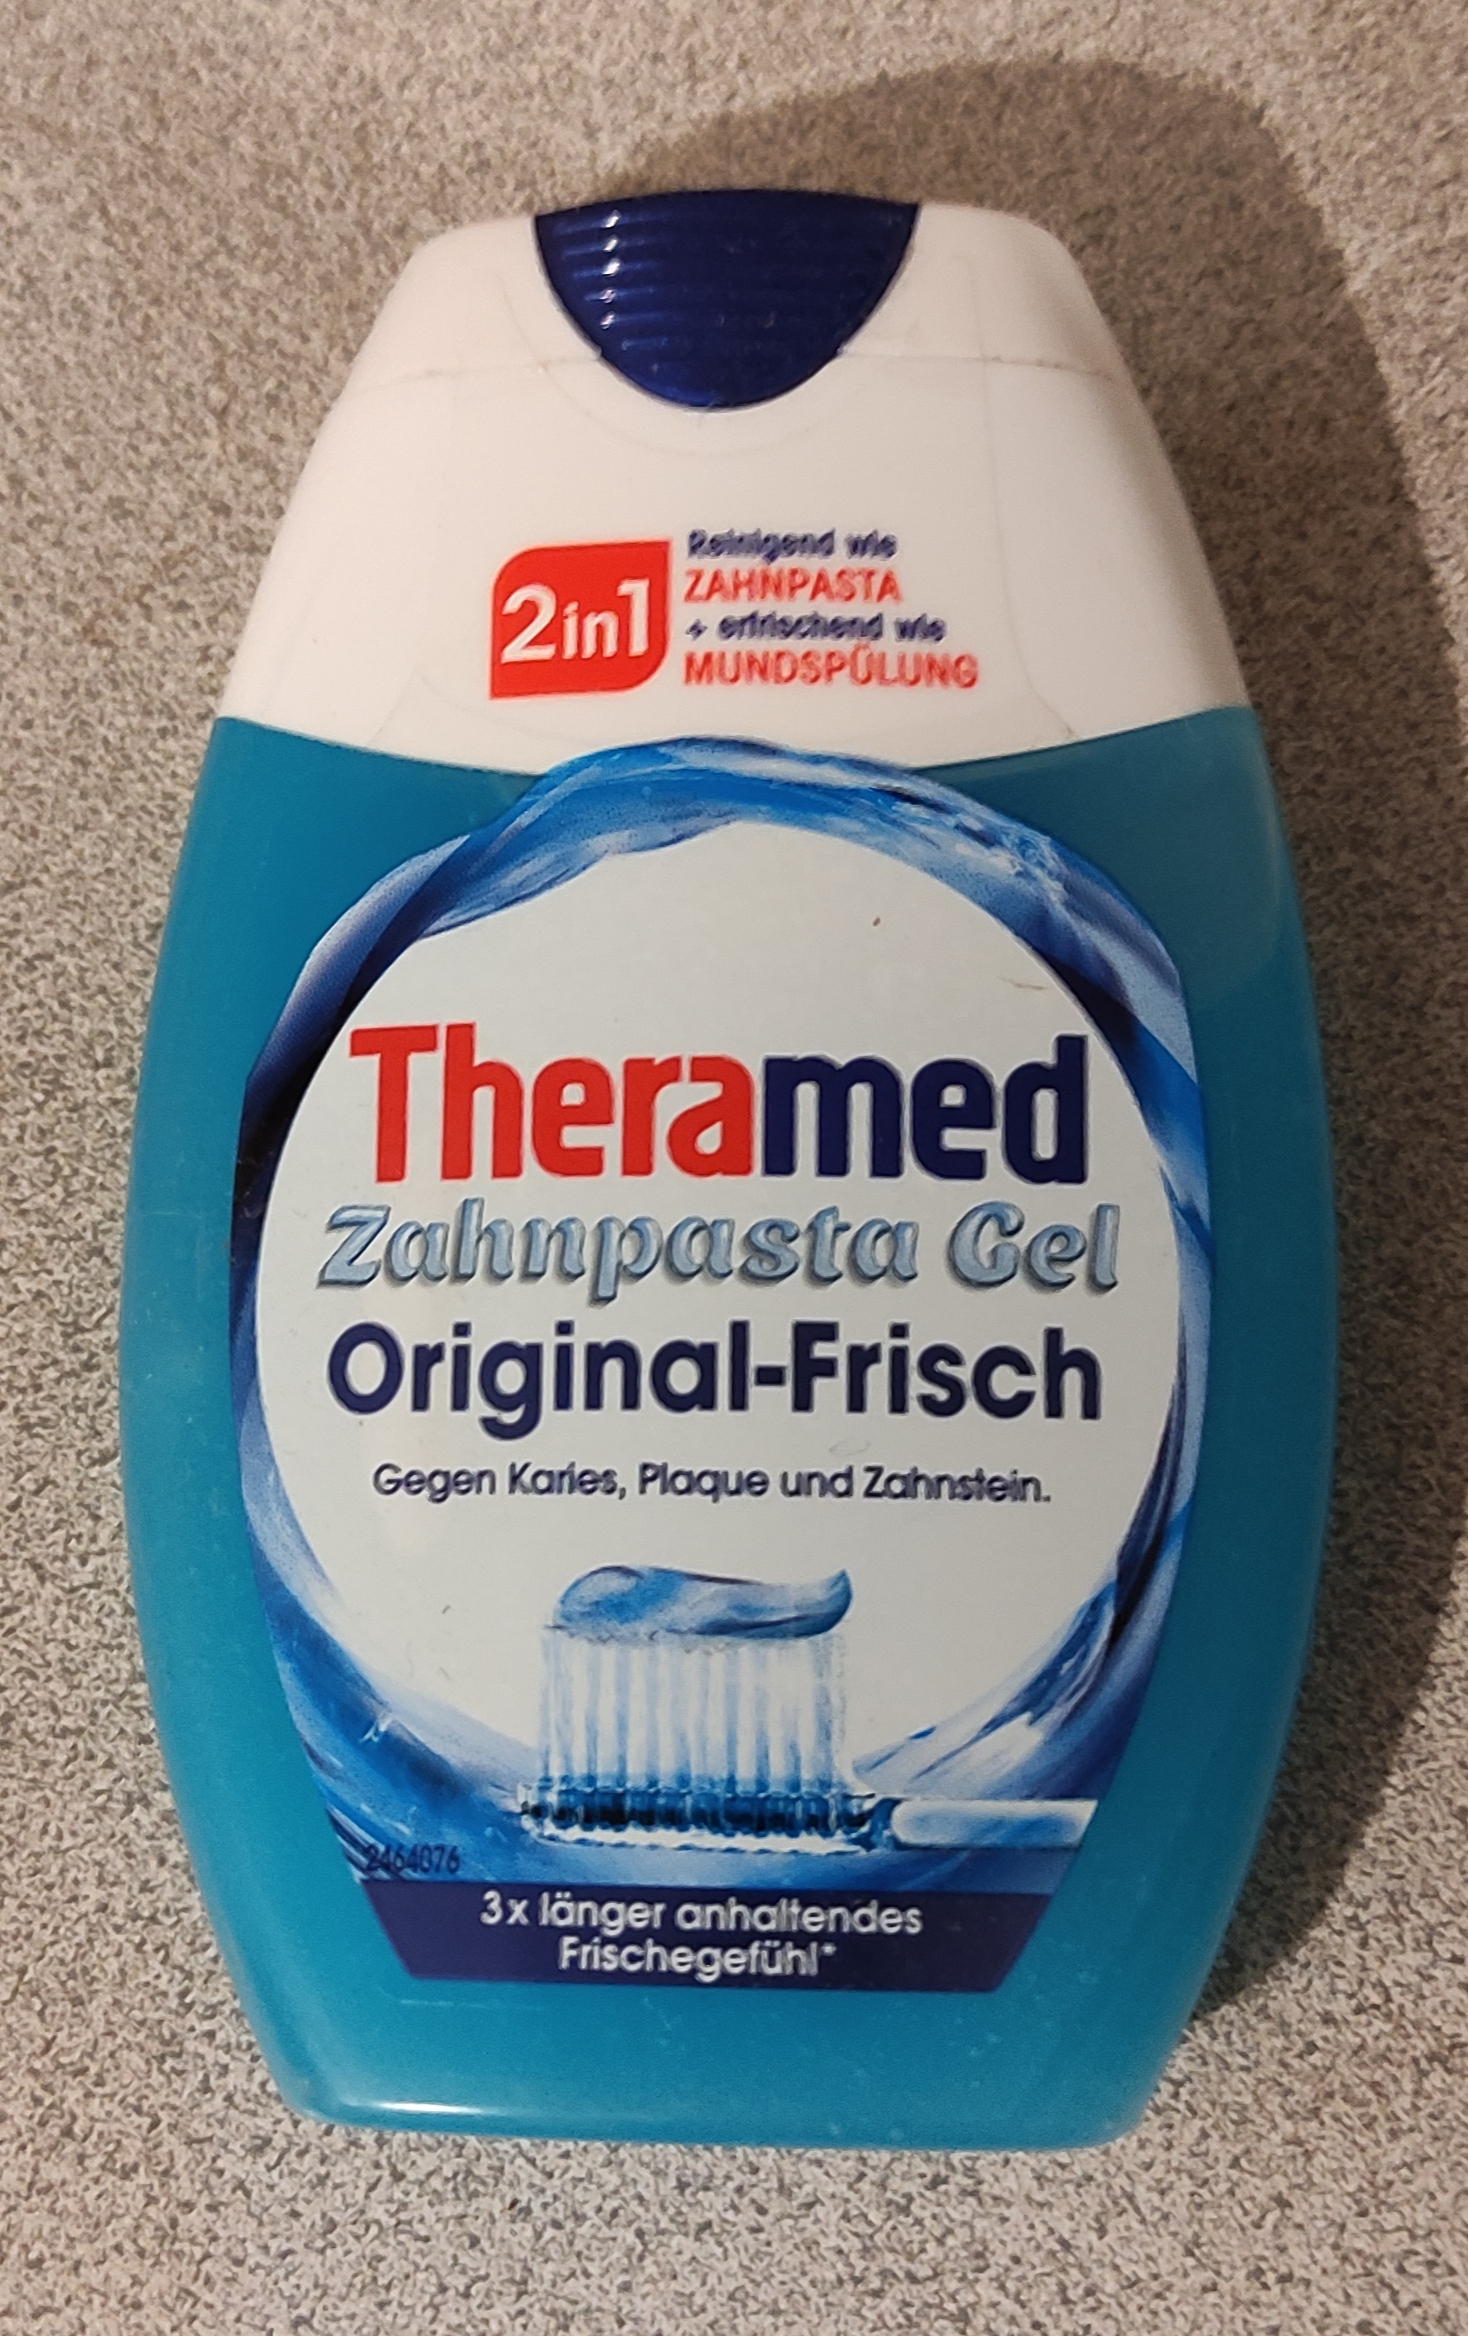 2in1
Reinigend wie
ZAHNPASTA
+ erfrischend wie
MUNDSPÜLUNG
Theramed
Zahnpasta Gel
Original-Frisch
Gegen Karies, Plaque und Zahnstein.
2464076
3x länger anhaltendes
Frischegefühl*